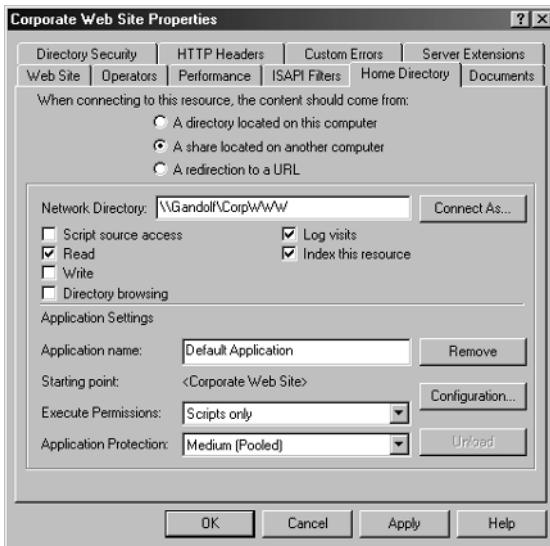 Corporate Web Site Properties
Directory Security HTTP Headers Custom Errors Server Extensions
Web Site Operators Performance ISAPI Filters Home Directory Documents
When connecting to this resource, the content should come from:
A directory located on this computer
A share located on another computer
A redirection to a URL
Network Directory: \\Gandolf\CorpWWW Connect As...
Script source access Log visits
Read Index this resource
Write
Directory browsing
Application Settings
Application name: Default Application Remove
Starting point: <Corporate Web Site>
Configuration...
Execute Permissions: Scripts only
Application Protection: Medium (Pooled) Unload
OK Cancel Apply Help